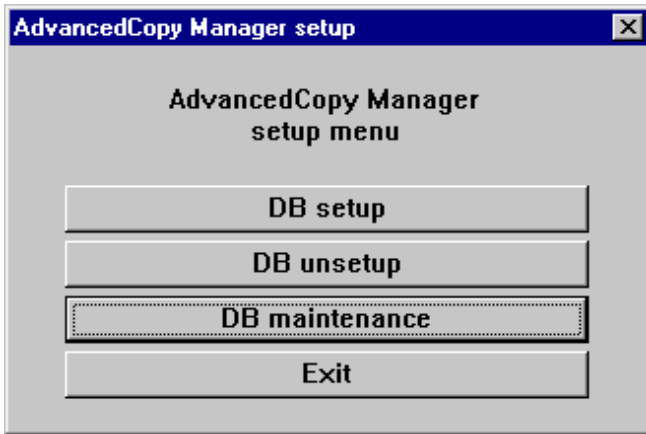 AdvancedCopy Manager setup
AdvancedCopy Manager
setup menu
DB setup
DB unsetup
DB maintenance
Exit